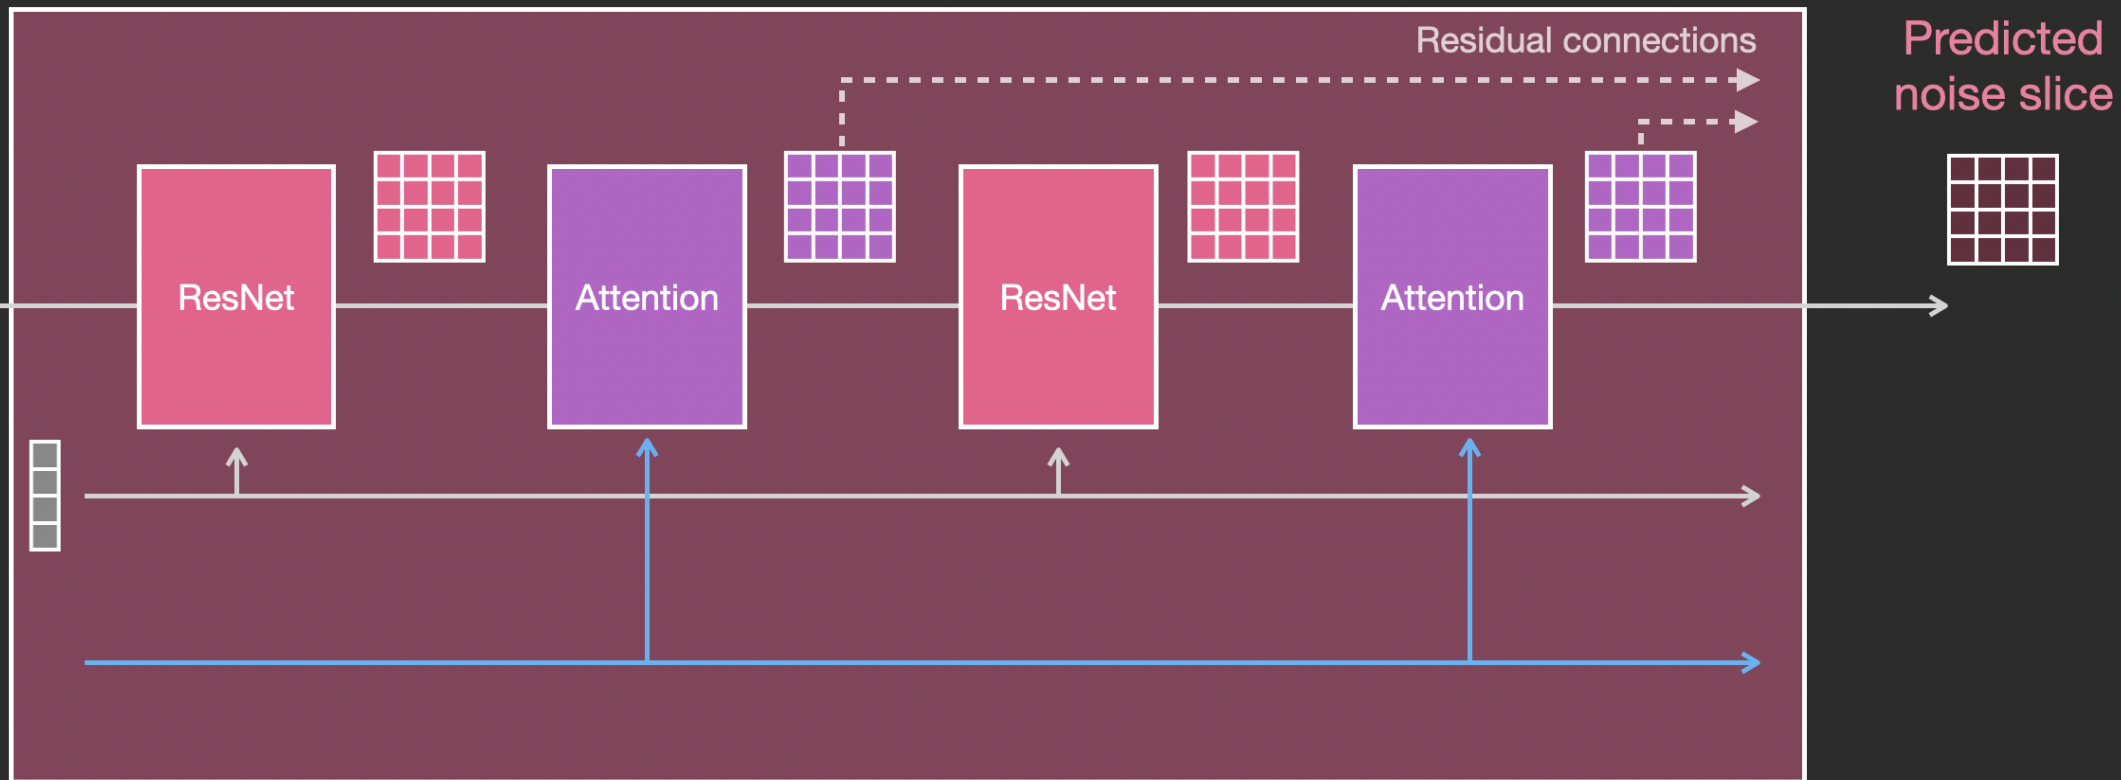 Residual connections
Predicted
noise slice
ResNet
Attention
ResNet
Attention